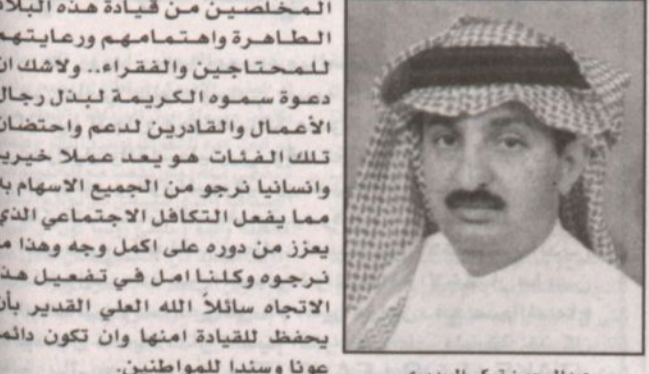 المخلصين من قيادة هذه البلاد
الطاهرة واهتمامهم ورعايتهم
للمحتاجين والفقراء.. ولاشك ان
دعوة سموه الكريمة لبذل رجال
الأعمال والقادرين لدعم واحتضان
تلك الفئات هو يعد عملا خيريا
وانسانيا نرجو من الجميع الاسهام به
مما يفعل التكافل الاجتماعي الذي
يعزز من دوره على اكمل وجه وهذا ما
نرجوه وكلنا امل في تفعيل هذا
الاتجاه سائلاً الله العلي القدير بأن
يحفظ للقيادة امنها وان تكون دائما
عونا وسندا للمواطنين.